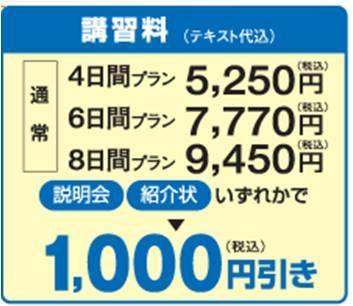 講習料 （テキスト代込）
通常
4日間プラン 5,250円（税込）
6日間プラン 7,770円（税込）
8日間プラン 9,450円（税込）
説明会 紹介状 いずれかで
▼
1,000円引き（税込）